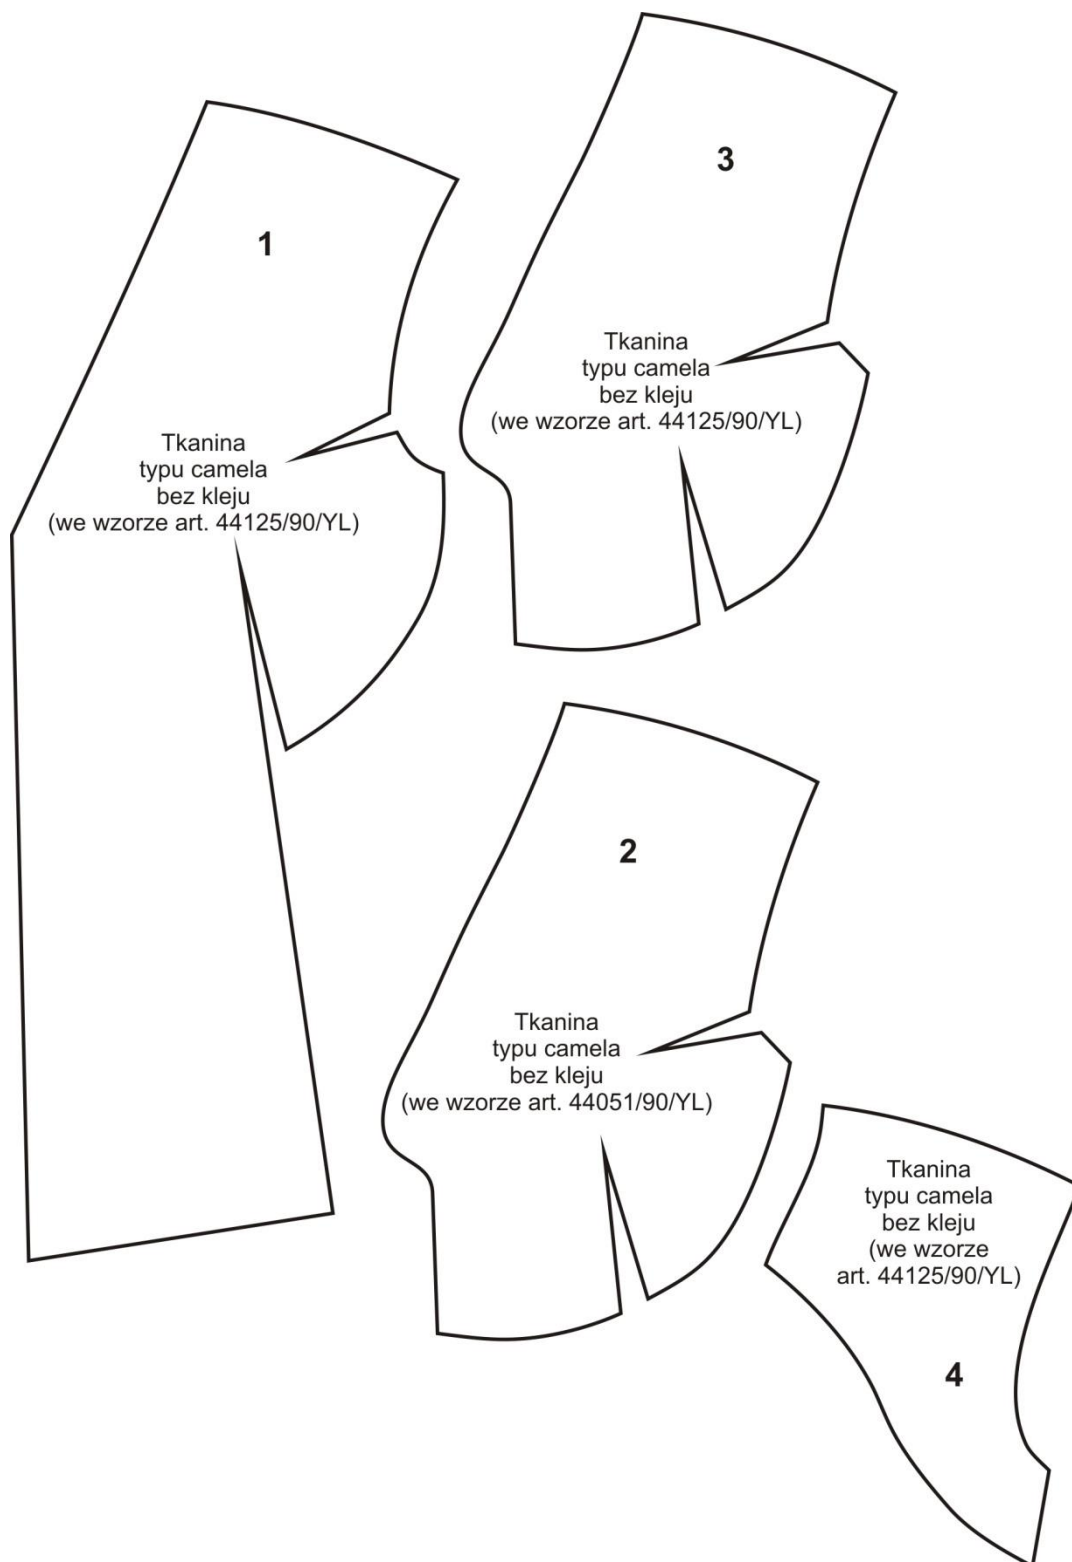 1
Tkanina
typu camela
bez kleju
(we wzorze art. 44125/90/YL)
3
Tkanina
typu camela
bez kleju
(we wzorze art. 44125/90/YL)
2
Tkanina
typu camela
bez kleju
(we wzorze art. 44051/90/YL)
Tkanina
typu camela
bez kleju
(we wzorze
art. 44125/90/YL)
4